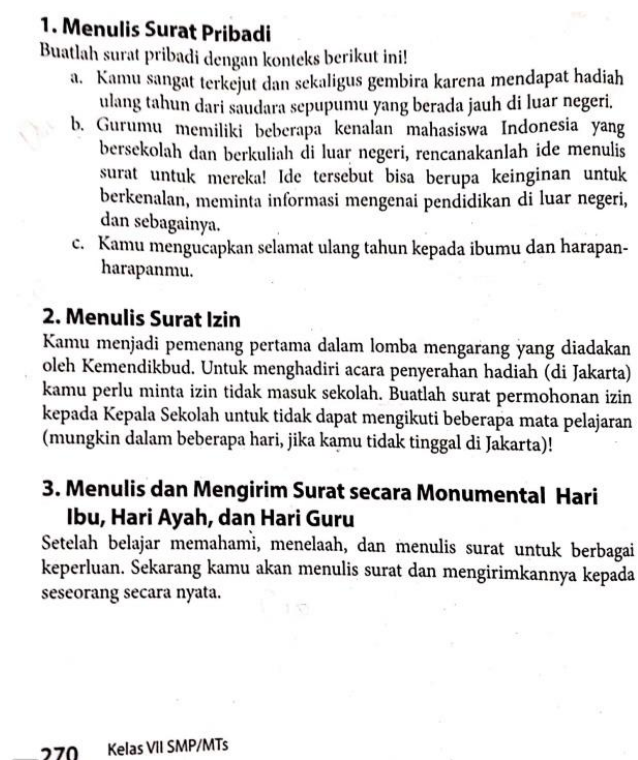 1. Menulis Surat Pribadi
Buatlah surat pribadi dengan konteks berikut ini!
a. Kamu sangat terkejut dan sekaligus gembira karena mendapat hadiah
ulang tahun dari saudara sepupumu yang berada jauh di luar negeri.
b. Gurumu memiliki beberapa kenalan mahasiswa Indonesia yang
bersekolah dan berkuliah di luar negeri, rencanakanlah ide menulis
surat untuk mereka! Ide tersebut bisa berupa keinginan untuk
berkenalan, meminta informasi mengenai pendidikan di luar negeri,
dan sebagainya.
c. Kamu mengucapkan selamat ulang tahun kepada ibumu dan harapan-
harapanmu.
2. Menulis Surat Izin
Kamu menjadi pemenang pertama dalam lomba mengarang yang diadakan
oleh Kemendikbud. Untuk menghadiri acara penyerahan hadiah (di Jakarta)
kamu perlu minta izin tidak masuk sekolah. Buatlah surat permohonan izin
kepada Kepala Sekolah untuk tidak dapat mengikuti beberapa mata pelajaran
(mungkin dalam beberapa hari, jika kamu tidak tinggal di Jakarta)!
3. Menulis dan Mengirim Surat secara Monumental Hari
Ibu, Hari Ayah, dan Hari Guru
Setelah belajar memahami, menelaah, dan menulis surat untuk berbagai
keperluan. Sekarang kamu akan menulis surat dan mengirimkannya kepada
seseorang secara nyata.
270 Kelas VII SMP/MTs